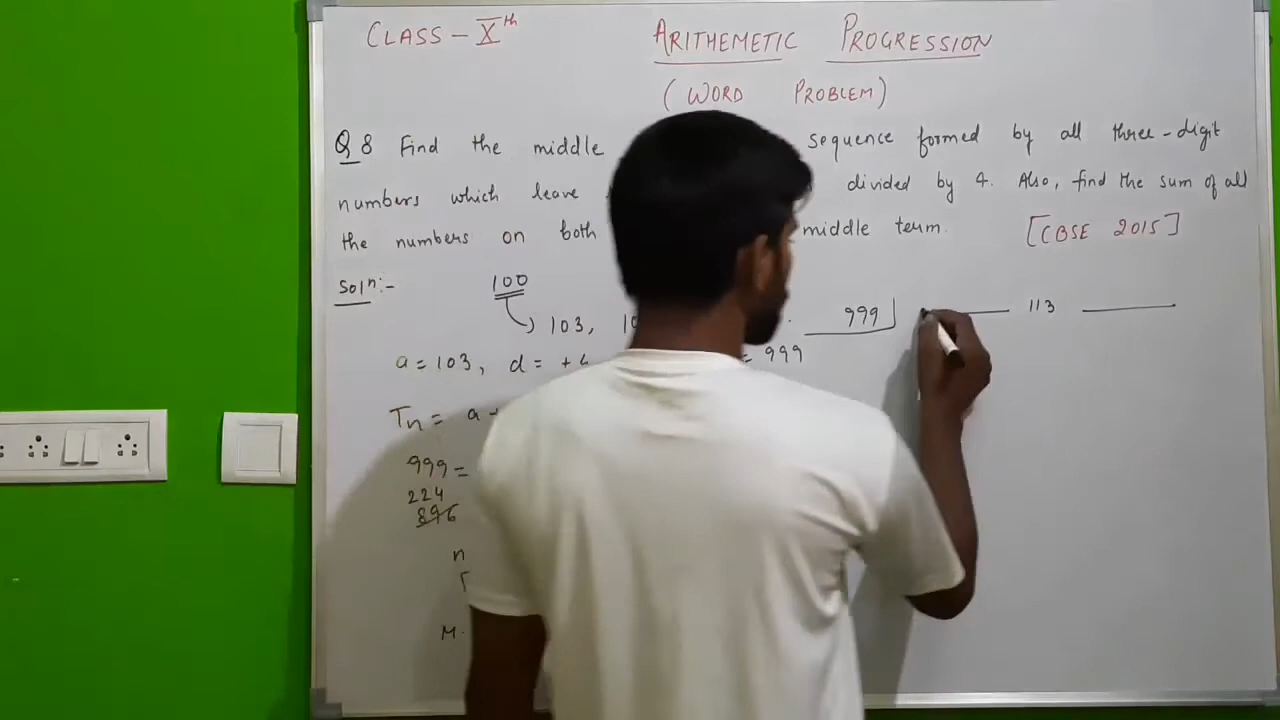 CLASS - Xth
ARITHEMETIC PROGRESSION
(WORD PROBLEM)
Q 8 Find the middle sequence formed by all three-digit
numbers which leave divided by 4. Also, find the sum of all
the numbers on both middle term. [CBSE 2015]
Solⁿ:-
100
103, 999 113
a = 103, d = +4 = 999
Tn = a
999 =
224
896
n
M.